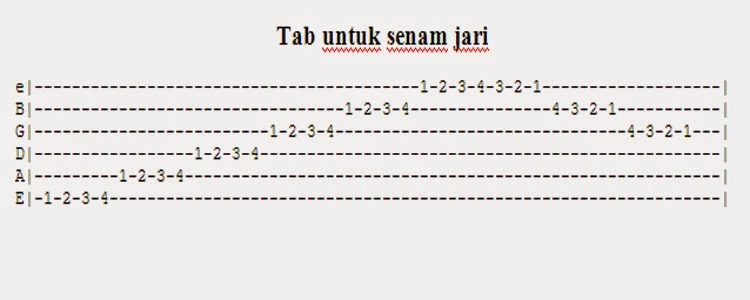 Tab untuk senam jari
e|-----------------------------------------1-2-3-4-3-2-1-------------------|
B|---------------------------------1-2-3-4---------------4-3-2-1-----------|
G|-------------------------1-2-3-4-------------------------------4-3-2-1---|
D|-----------------1-2-3-4-------------------------------------------------|
A|---------1-2-3-4---------------------------------------------------------|
E|-1-2-3-4-----------------------------------------------------------------|